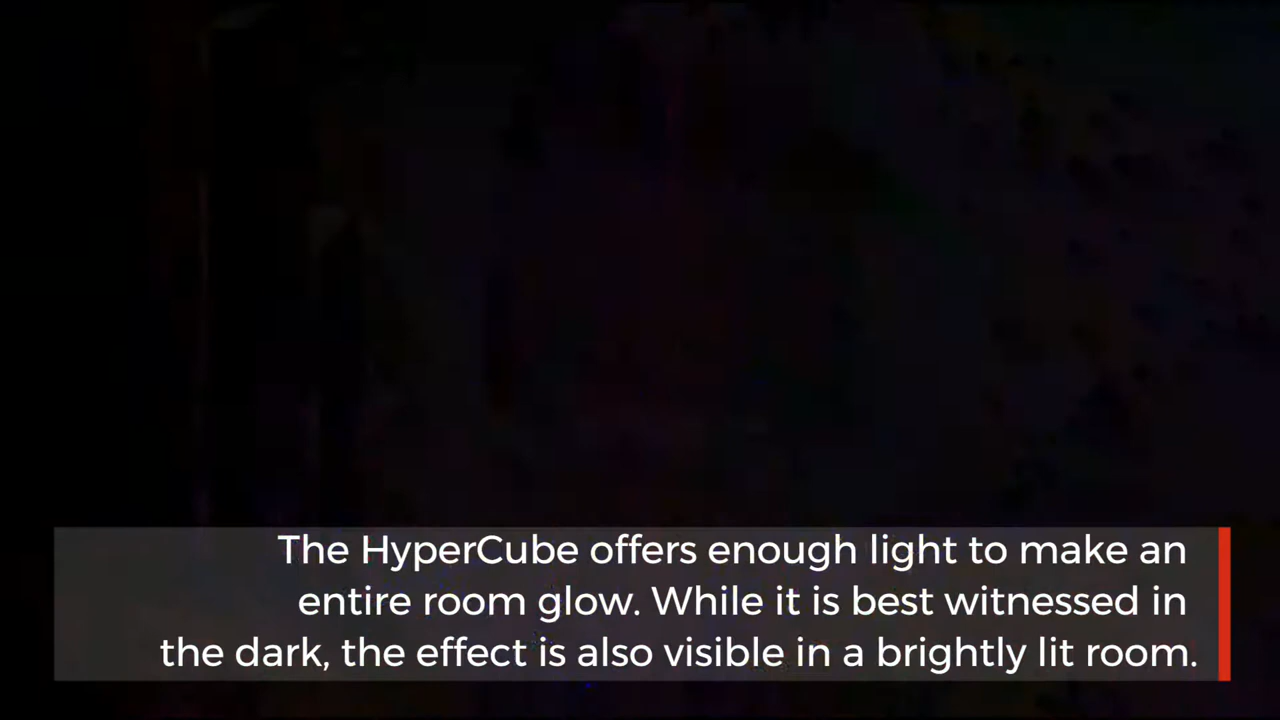 The HyperCube offers enough light to make an
entire room glow. While it is best witnessed in
the dark, the effect is also visible in a brightly lit room.